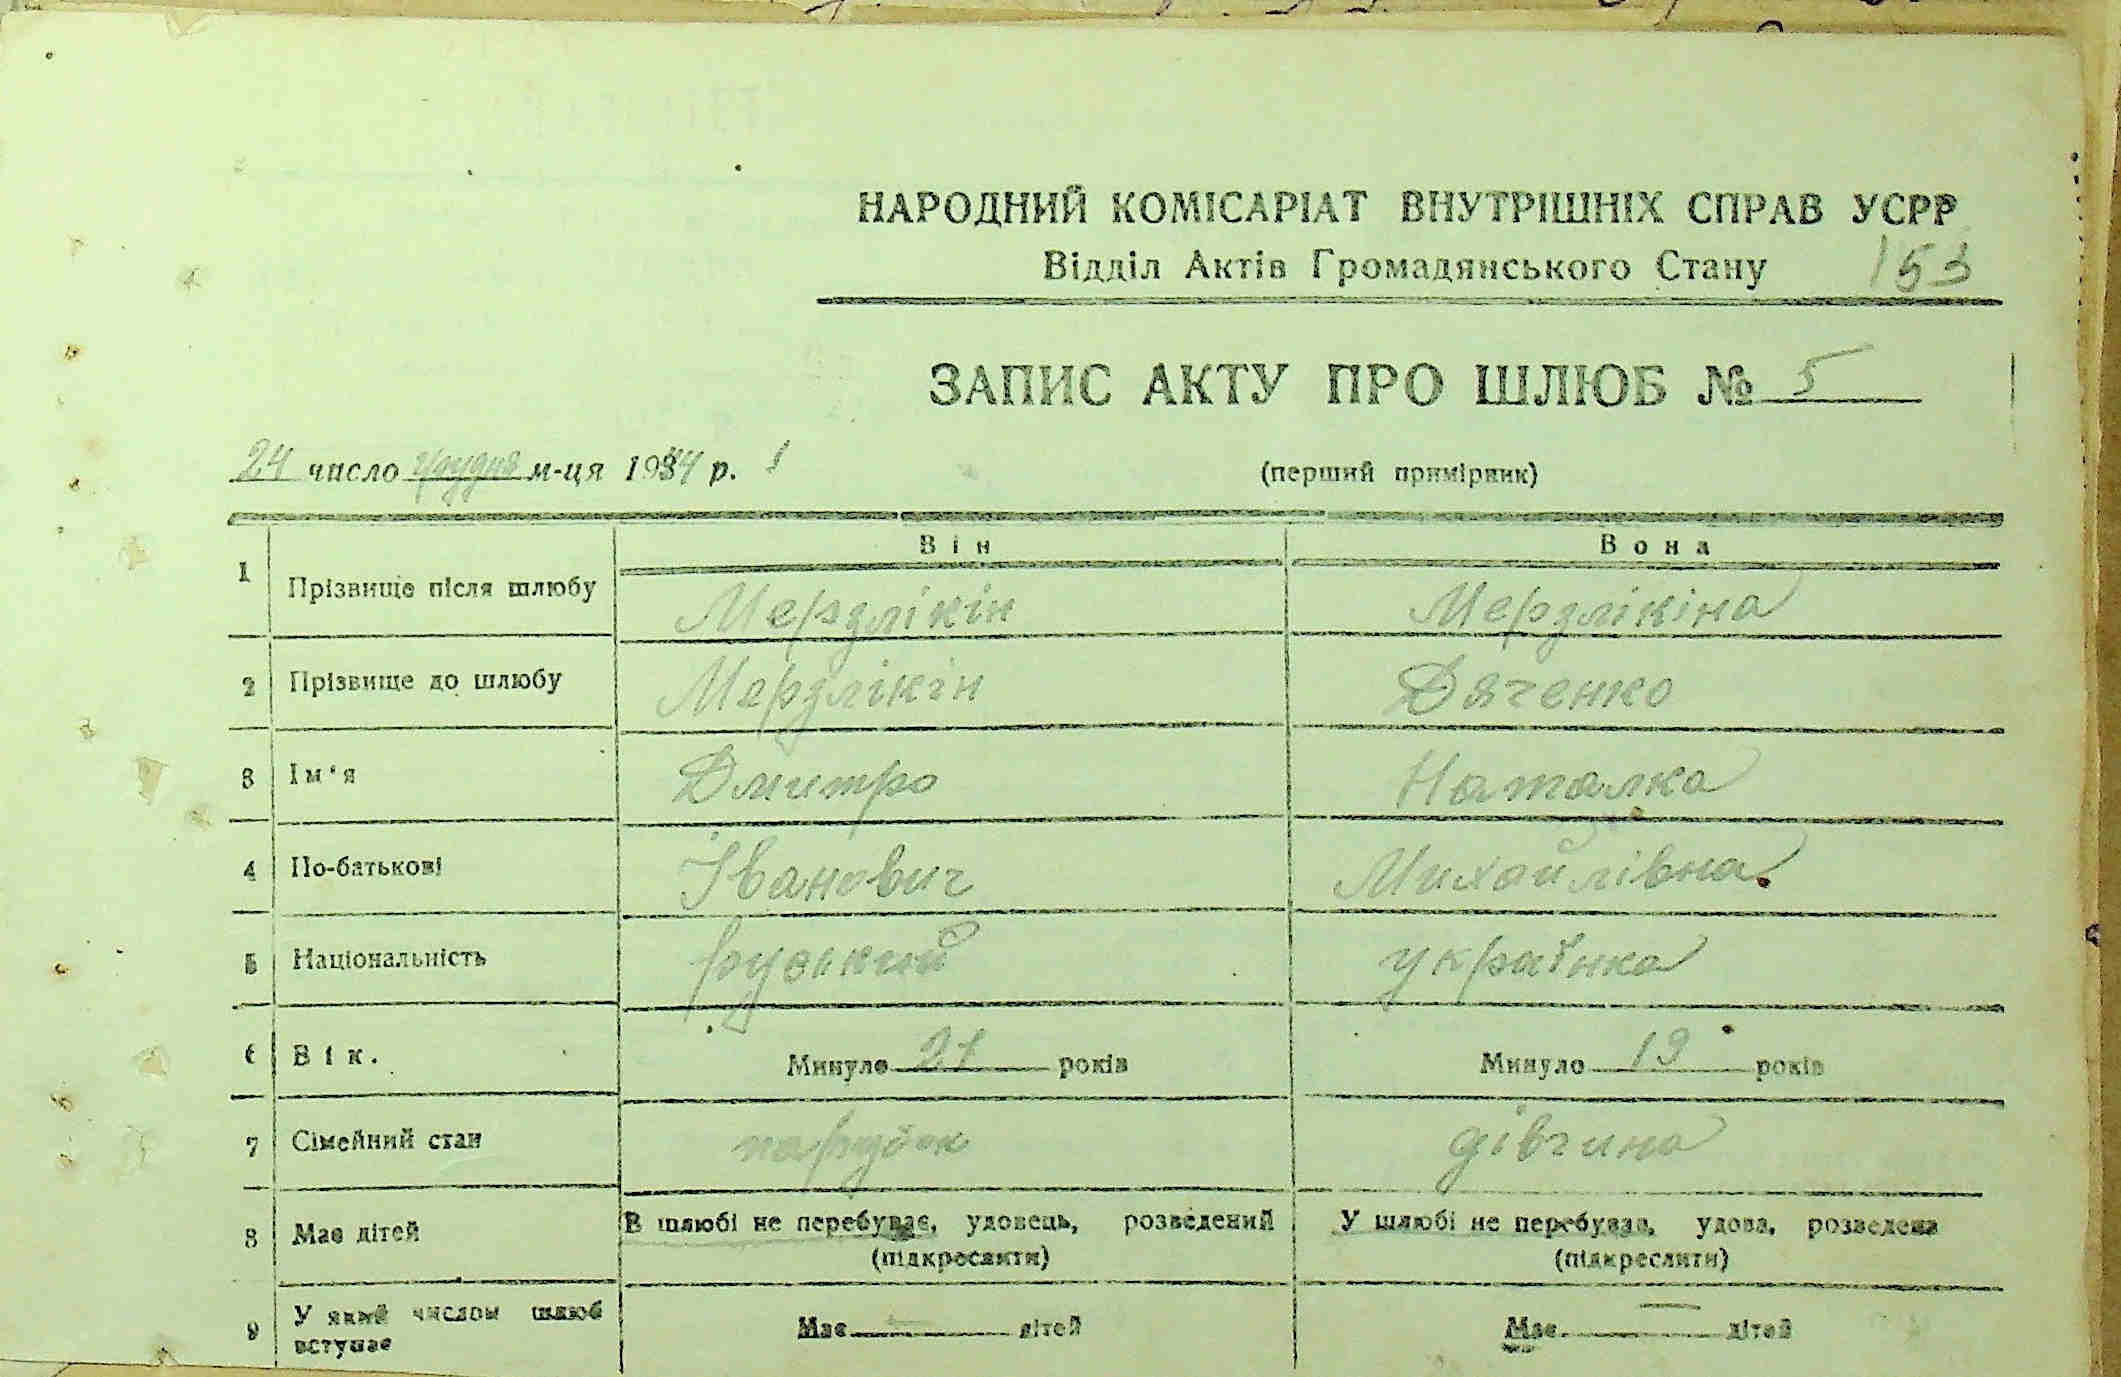 НАРОДНИЙ КОМІСАРІАТ ВНУТРІШНІХ СПРАВ УСРР
Відділ Актів Громадянського Стану 153
ЗАПИС АКТУ ПРО ШЛЮБ № 5
24 число грудня м-ця 1934 р. (перший примірник)
Він Вона
1 Прізвище після шлюбу Мерзлікін Мерзлікіна
2 Прізвище до шлюбу Мерзлікін Дяченко
3 Ім'я Дмитро Наталка
4 По-батькові Іванович Михайлівна
5 Національність руський українка
6 Вік. Минуло 21 років Минуло 19 років
7 Сімейний стан парубок дівчина
8 Має дітей В шлюбі не перебуває, удовець, розведений У шлюбі не перебував, удова, розведена
(підкреслити) (підкреслити)
9 У який числом шлюб вступає Має дітей Має дітей